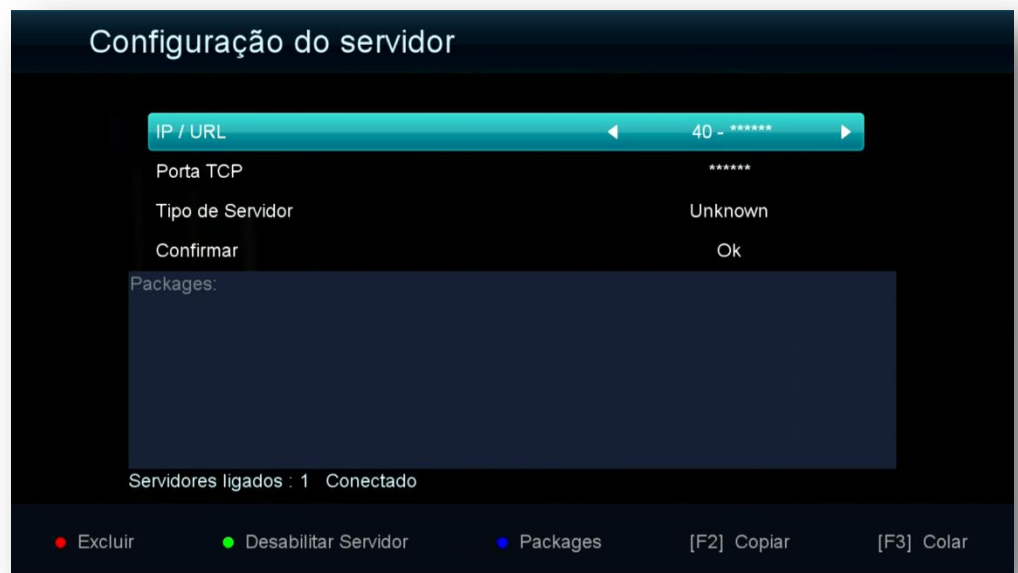 Configuração do servidor
IP / URL 40 - ******
Porta TCP ******
Tipo de Servidor Unknown
Confirmar Ok
Packages:
Servidores ligados : 1 Conectado
Excluir Desabilitar Servidor Packages [F2] Copiar [F3] Colar